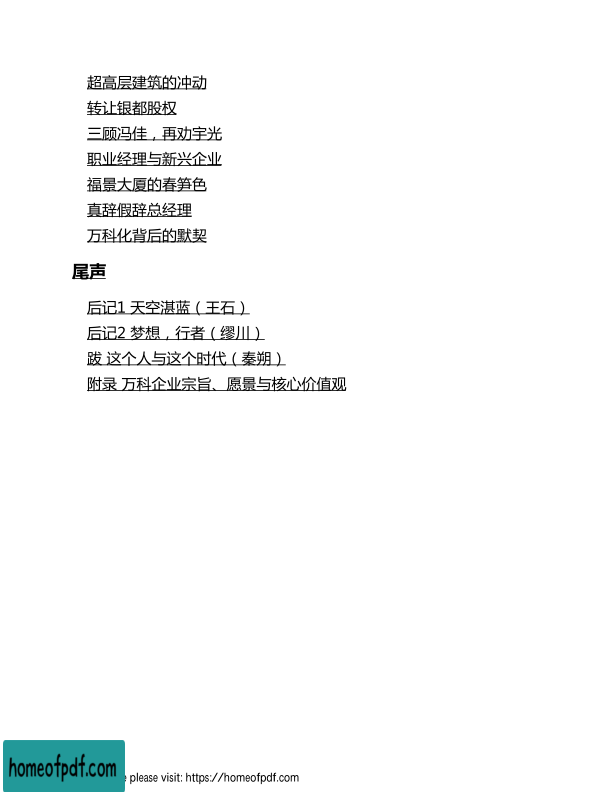 超高层建筑的冲动
转让银都股权
三顾冯佳，再劝宇光
职业经理与新兴企业
福景大厦的春笋色
真辞假辞总经理
万科化背后的默契
尾声
后记1 天空湛蓝（王石）
后记2 梦想，行者（缪川）
跋 这个人与这个时代（秦朔）
附录 万科企业宗旨、愿景与核心价值观
homeofpdf.com
please visit: https://homeofpdf.com